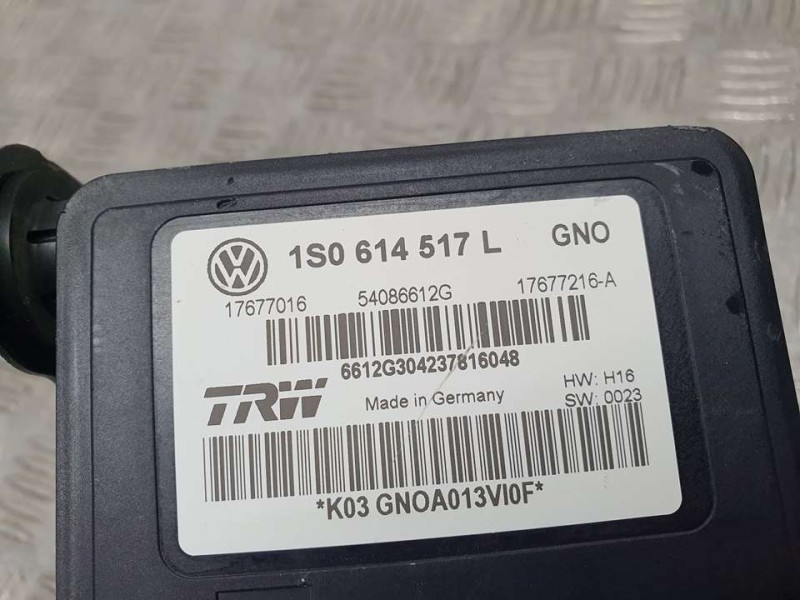 1S0 614 517 L GNO
17677016 54086612G 17677216-A
6612G304237816048
TRW Made in Germany HW: H16
SW: 0023
*K03 GNOA013VI0F*